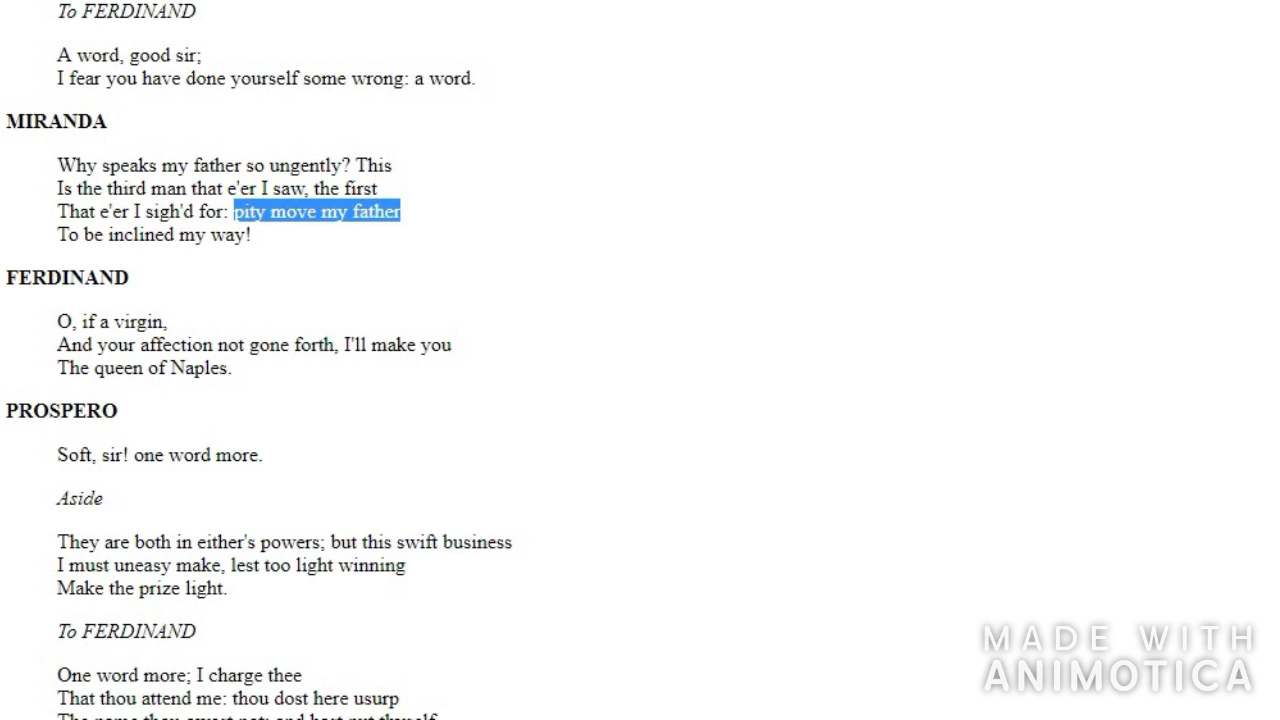 To FERDINAND
A word, good sir;
I fear you have done yourself some wrong: a word.
MIRANDA
Why speaks my father so ungently? This
Is the third man that e'er I saw, the first
That e'er I sigh'd for: pity move my father
To be inclined my way!
FERDINAND
O, if a virgin,
And your affection not gone forth, I'll make you
The queen of Naples.
PROSPERO
Soft, sir! one word more.
Aside
They are both in either's powers; but this swift business
I must uneasy make, lest too light winning
Make the prize light.
To FERDINAND
One word more; I charge thee
That thou attend me: thou dost here usurp
MADE WITH
ANIMOTICA